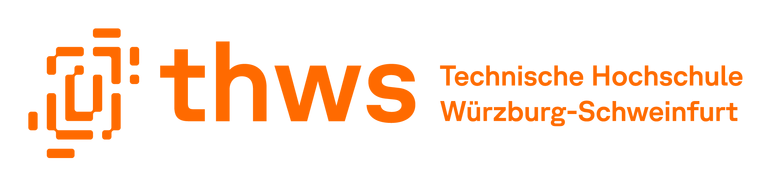 thws
Technische Hochschule
Würzburg-Schweinfurt